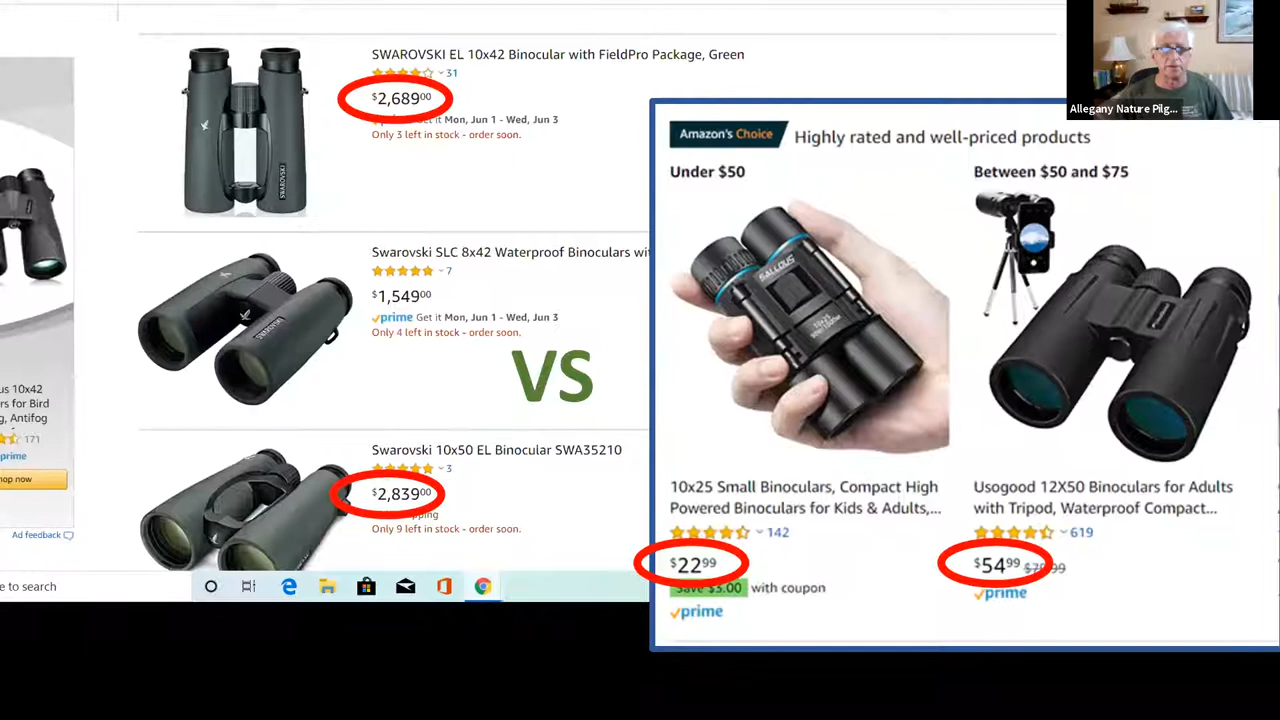 SWAROVSKI EL 10x42 Binocular with FieldPro Package, Green
31
$2,689 00
Get it Mon, Jun 1 - Wed, Jun 3
Only 3 left in stock - order soon.
SWAROVSKI
Swarovski SLC 8x42 Waterproof Binoculars wit
7
$1,549 00
prime Get it Mon, Jun 1 - Wed, Jun 3
Only 4 left in stock - order soon.
VS
Swarovski 10x50 EL Binocular SWA35210
3
$2,839 00
Only 9 left in stock - order soon.
us 10x42
rs for Bird
g, Antifog
171
prime
hop now
Ad feedback
e to search
Allegany Nature Pilg...
Amazon's Choice Highly rated and well-priced products
Under $50
SALLOUS
10x25
10x25 Small Binoculars, Compact High
Powered Binoculars for Kids & Adults,...
142
$22 99
Save $3.00 with coupon
prime
Between $50 and $75
Usogood 12X50 Binoculars for Adults
with Tripod, Waterproof Compact...
619
$54 99 $79.99
prime